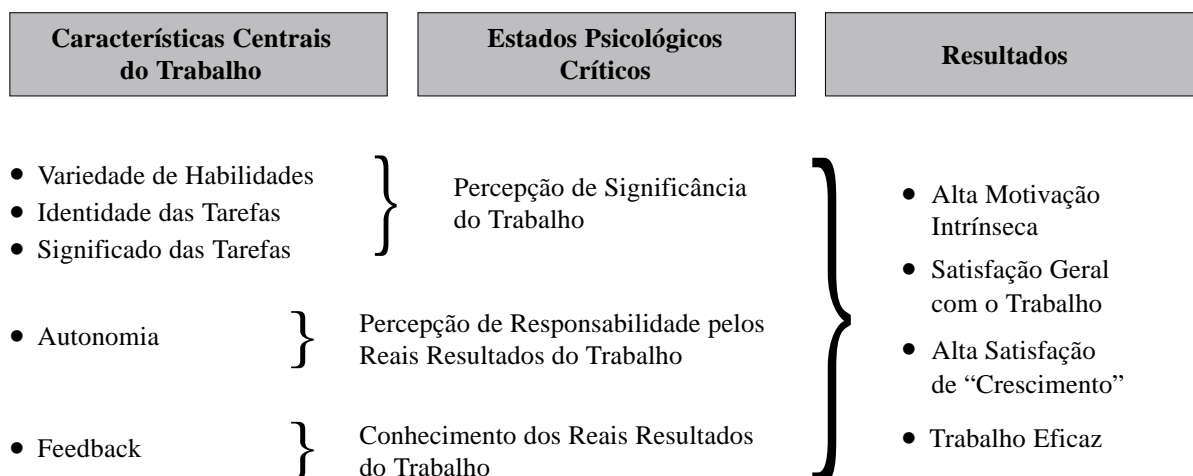 Características Centrais
do Trabalho
Estados Psicológicos
Críticos
Resultados
• Variedade de Habilidades
• Identidade das Tarefas
• Significado das Tarefas
Percepção de Significância
do Trabalho
• Autonomia
Percepção de Responsabilidade pelos
Reais Resultados do Trabalho
• Feedback
Conhecimento dos Reais Resultados
do Trabalho
• Alta Motivação
Intrínseca
• Satisfação Geral
com o Trabalho
• Alta Satisfação
de “Crescimento”
• Trabalho Eficaz